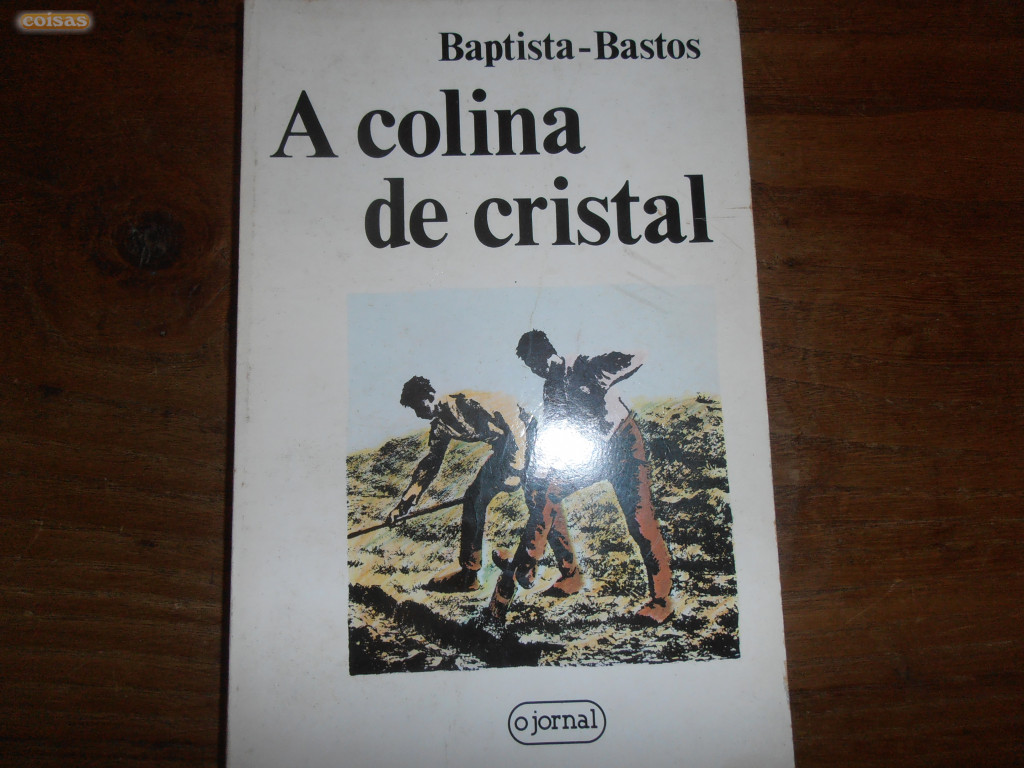 coisas
Baptista-Bastos
A colina
de cristal
o jornal